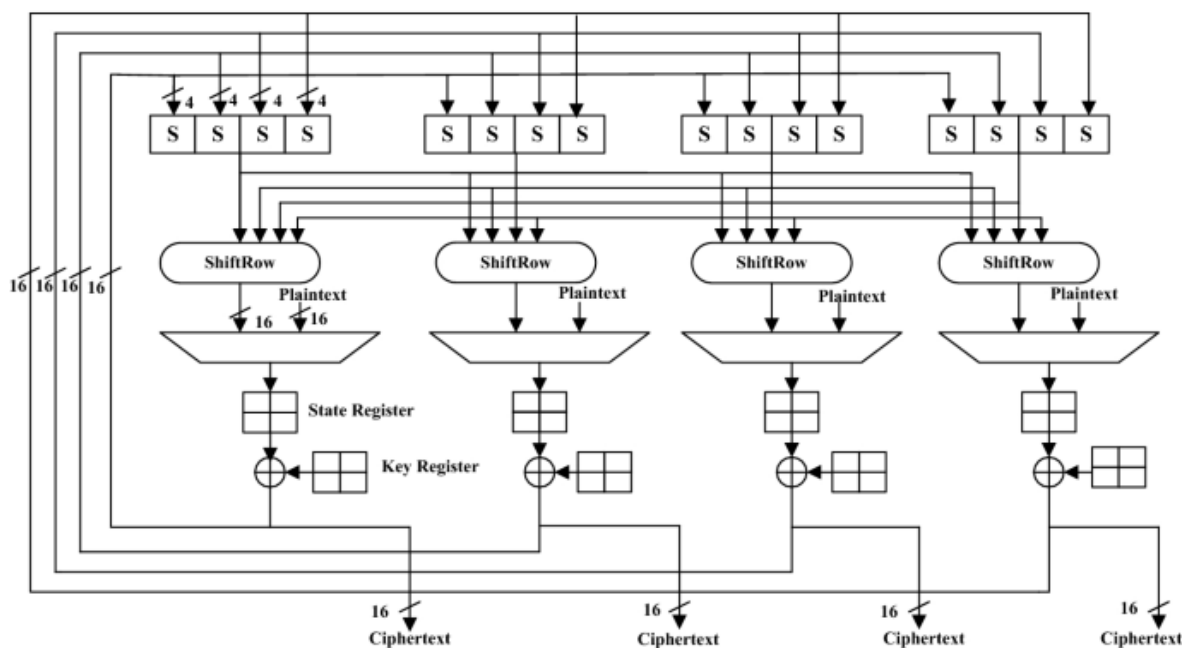 4 4 4 4
S S S S S S S S S S S S S S S S
ShiftRow ShiftRow ShiftRow ShiftRow
16 16 16 16
Plaintext Plaintext Plaintext Plaintext
16 16
State Register
Key Register
16 16 16 16
Ciphertext Ciphertext Ciphertext Ciphertext